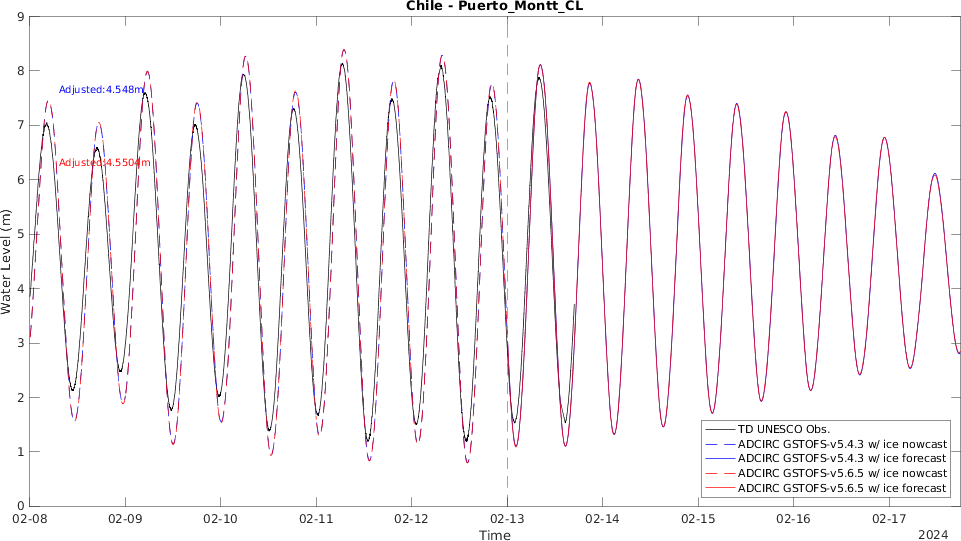 Chile - Puerto_Montt_CL
9
8
7
6
5
4
3
2
1
0
Water Level (m)
Adjusted:4.548m
Adjusted:4.5504m
TD UNESCO Obs.
ADCIRC GSTOFS-v5.4.3 w/ ice nowcast
ADCIRC GSTOFS-v5.4.3 w/ ice forecast
ADCIRC GSTOFS-v5.6.5 w/ ice nowcast
ADCIRC GSTOFS-v5.6.5 w/ ice forecast
02-08 02-09 02-10 02-11 02-12 02-13 02-14 02-15 02-16 02-17
Time
2024